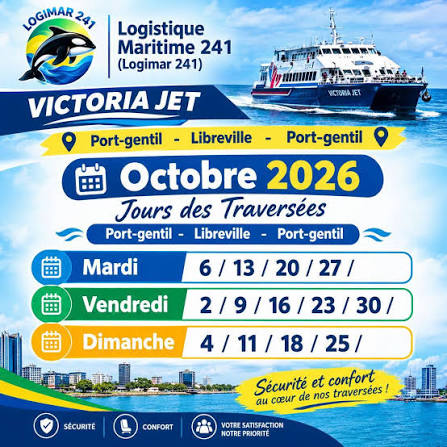 LOGIMAR 241
Logistique
Maritime 241
(Logimar 241)
VICTORIA JET
VICTORIA JET
Port-gentil - Libreville - Port-gentil
Octobre 2026
Jours des Traversées
Port-gentil - Libreville - Port-gentil
Mardi 6 / 13 / 20 / 27 /
Vendredi 2 / 9 / 16 / 23 / 30 /
Dimanche 4 / 11 / 18 / 25 /
Sécurité et confort
au cœur de nos traversées !
SÉCURITÉ
CONFORT
VOTRE SATISFACTION
NOTRE PRIORITÉ